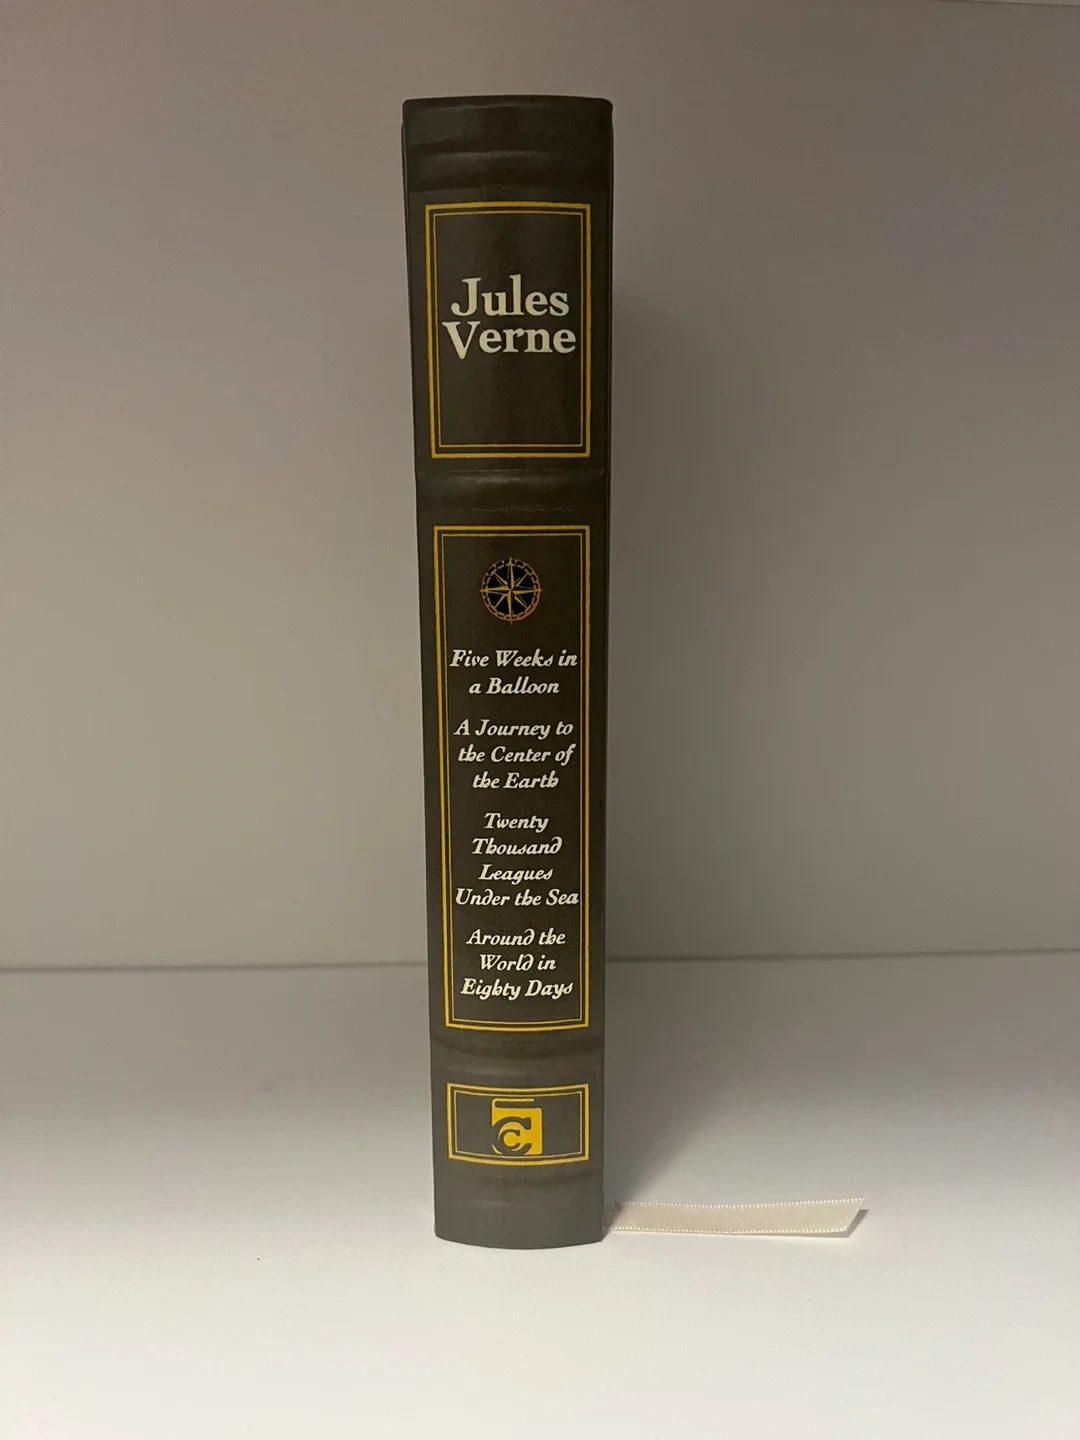 Jules
Verne
Five Weeks in
a Balloon
A Journey to
the Center of
the Earth
Twenty
Thousand
Leagues
Under the Sea
Around the
World in
Eighty Days
CC